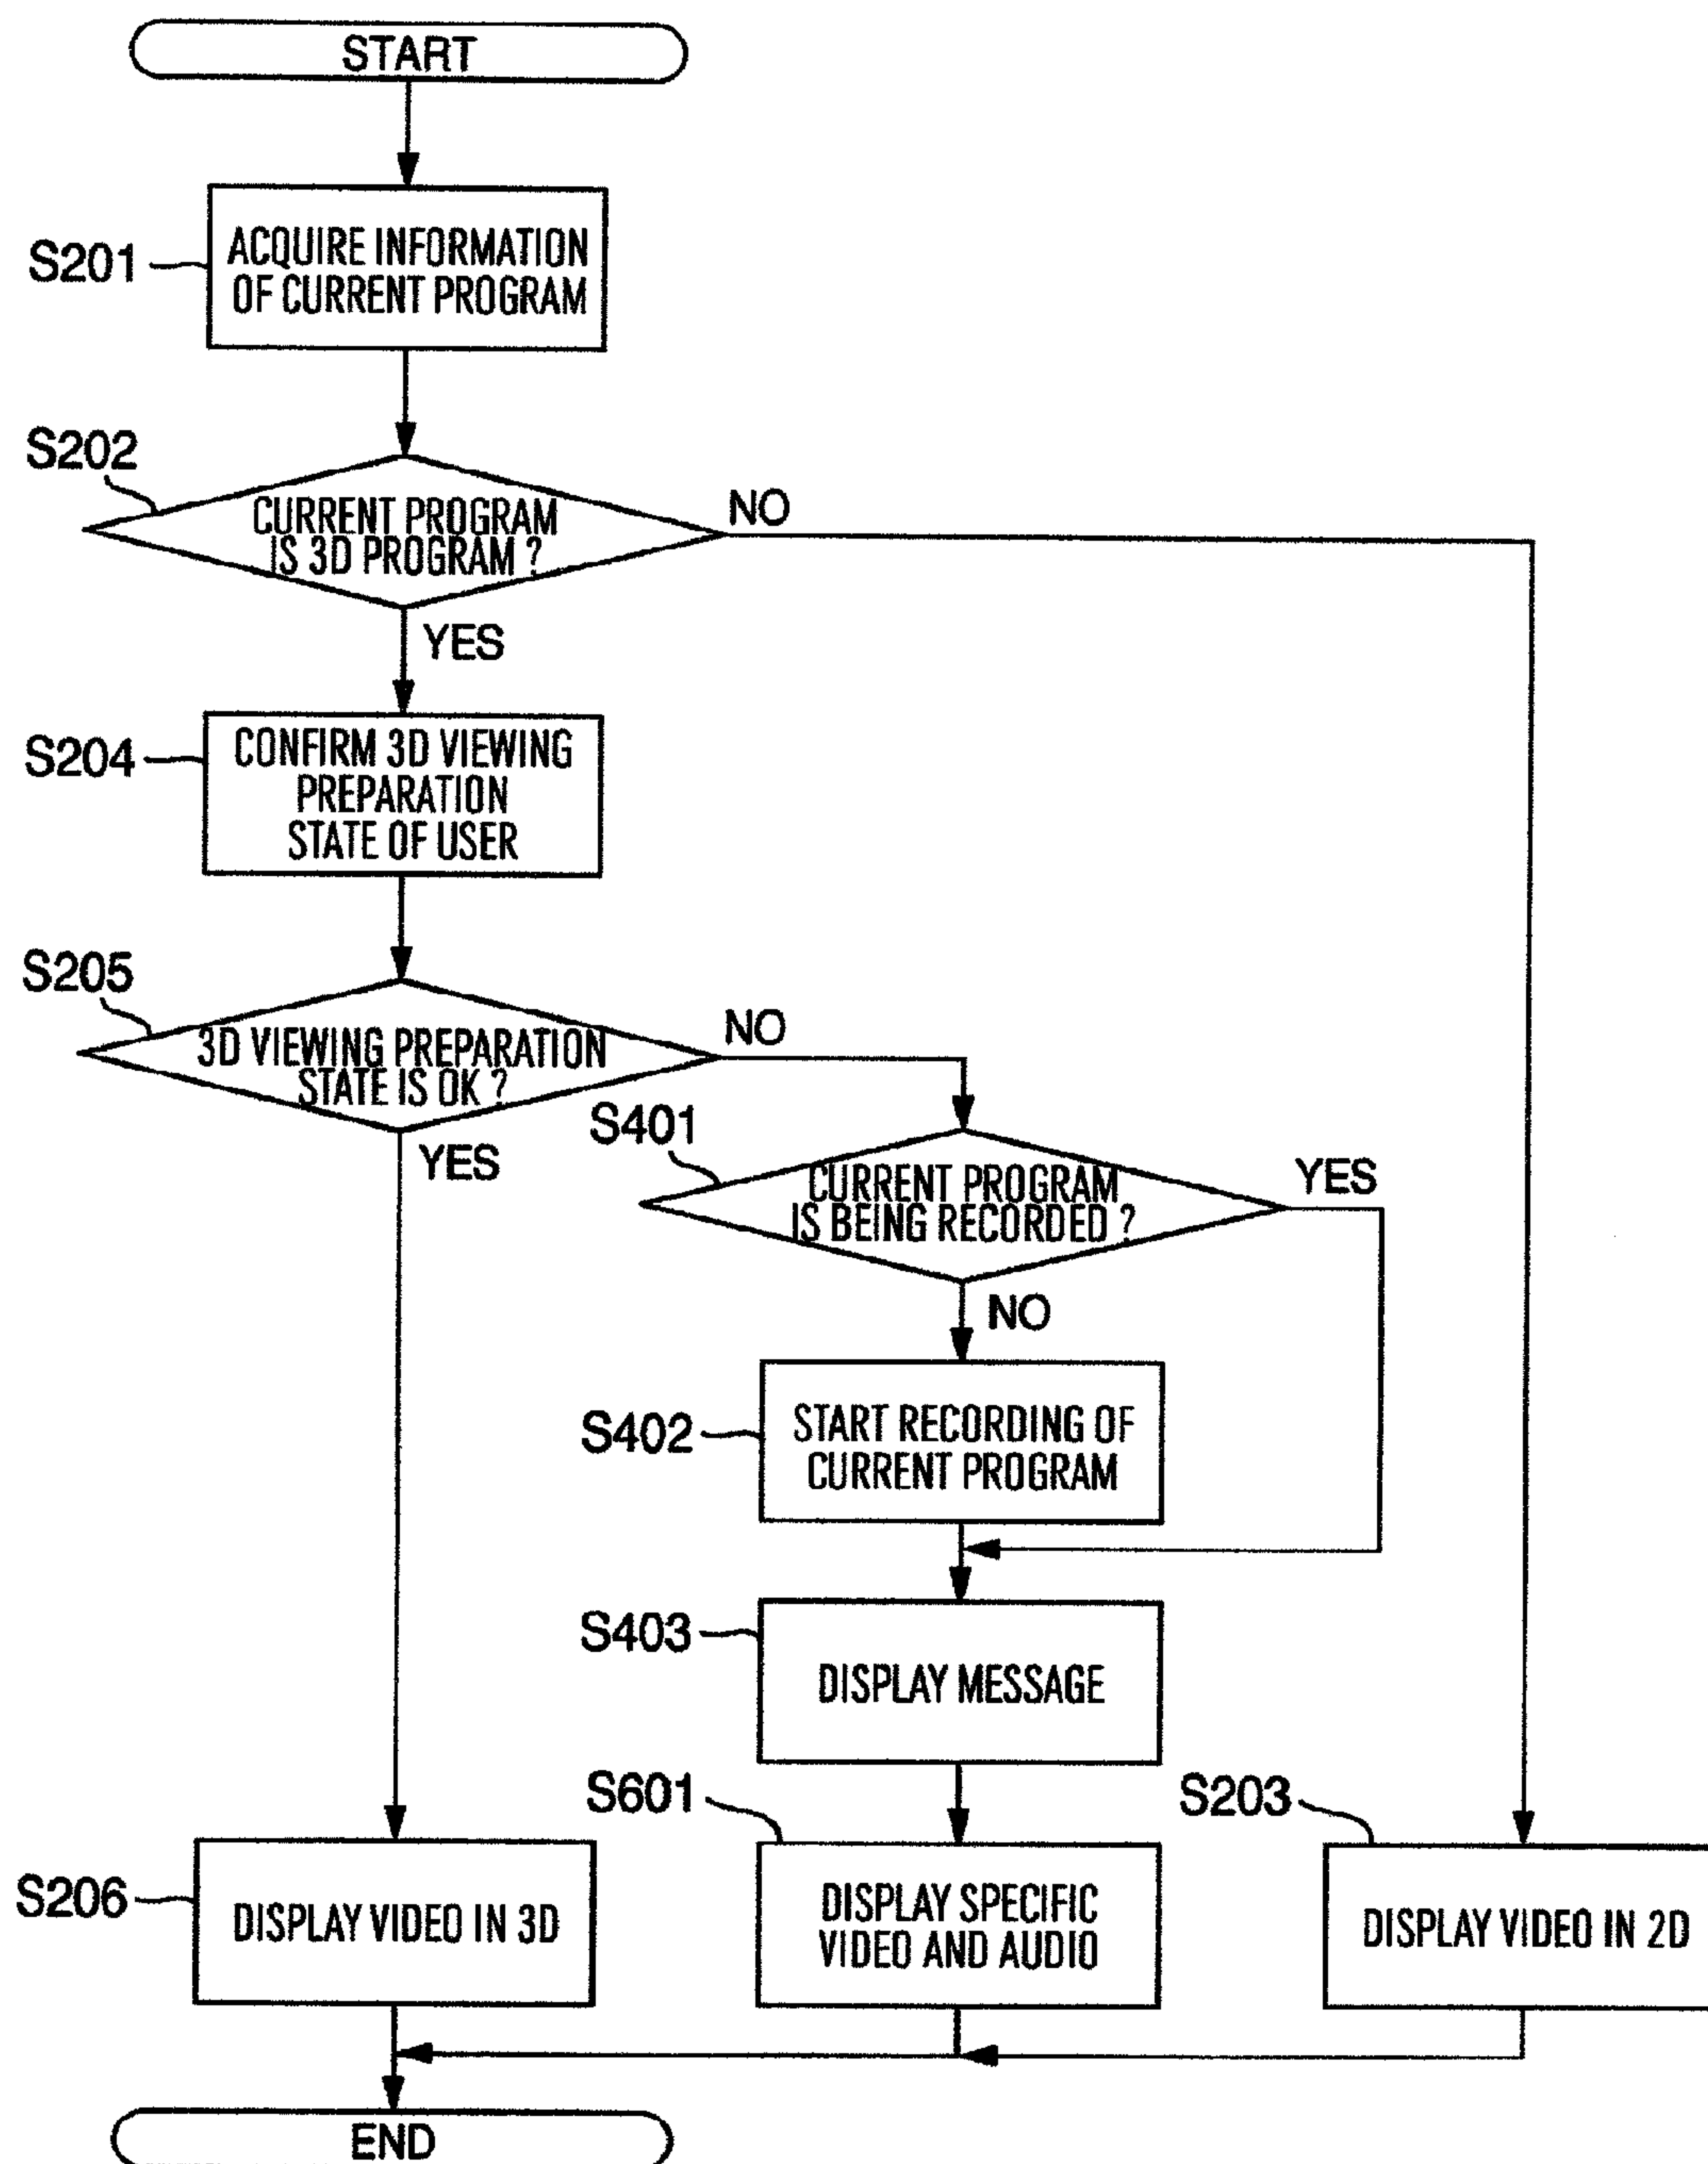 START
S201
ACQUIRE INFORMATION
OF CURRENT PROGRAM
S202
CURRENT PROGRAM
IS 3D PROGRAM ?
NO
YES
S204
CONFIRM 3D VIEWING
PREPARATION
STATE OF USER
S205
3D VIEWING PREPARATION
STATE IS OK ?
NO
YES
S401
CURRENT PROGRAM
IS BEING RECORDED ?
YES
NO
S402
START RECORDING OF
CURRENT PROGRAM
S403
DISPLAY MESSAGE
S206
DISPLAY VIDEO IN 3D
S601
DISPLAY SPECIFIC
VIDEO AND AUDIO
S203
DISPLAY VIDEO IN 2D
END